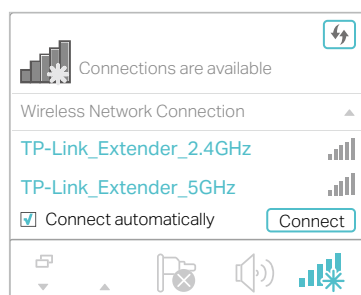 Connections are available
Wireless Network Connection
TP-Link_Extender_2.4GHz
TP-Link_Extender_5GHz
Connect automatically
Connect